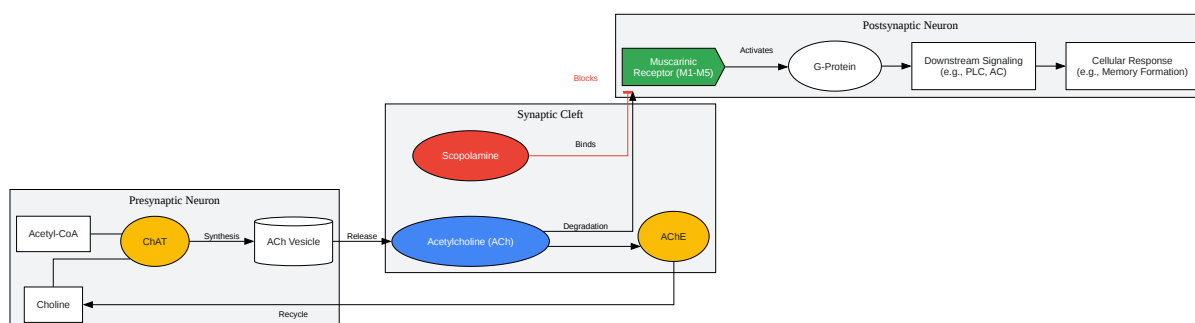 Postsynaptic Neuron
Muscarinic
Receptor (M1-M5)
Activates
G-Protein
Downstream Signaling
(e.g., PLC, AC)
Cellular Response
(e.g., Memory Formation)
Blocks
Synaptic Cleft
Scopolamine
Binds
Presynaptic Neuron
Acetyl-CoA
ChAT
Synthesis
ACh Vesicle
Release
Acetylcholine (ACh)
Degradation
AChE
Choline
Recycle